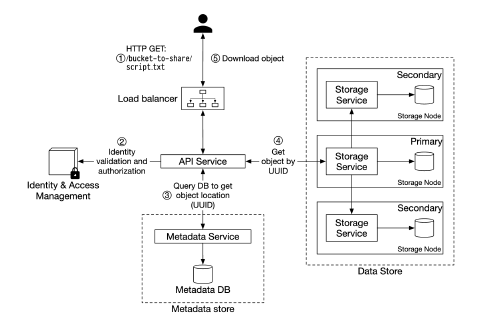 HTTP GET:
①/bucket-to-share/
script.txt
⑤ Download object
Load balancer
②
Identity
validation and
authorization
Identity & Access
Management
API Service
④
Get
object by
UUID
Query DB to get
③ object location
(UUID)
Metadata Service
Metadata DB
Metadata store
Secondary
Storage
Service
Storage Node
Primary
Storage
Service
Storage Node
Secondary
Storage
Service
Storage Node
Data Store